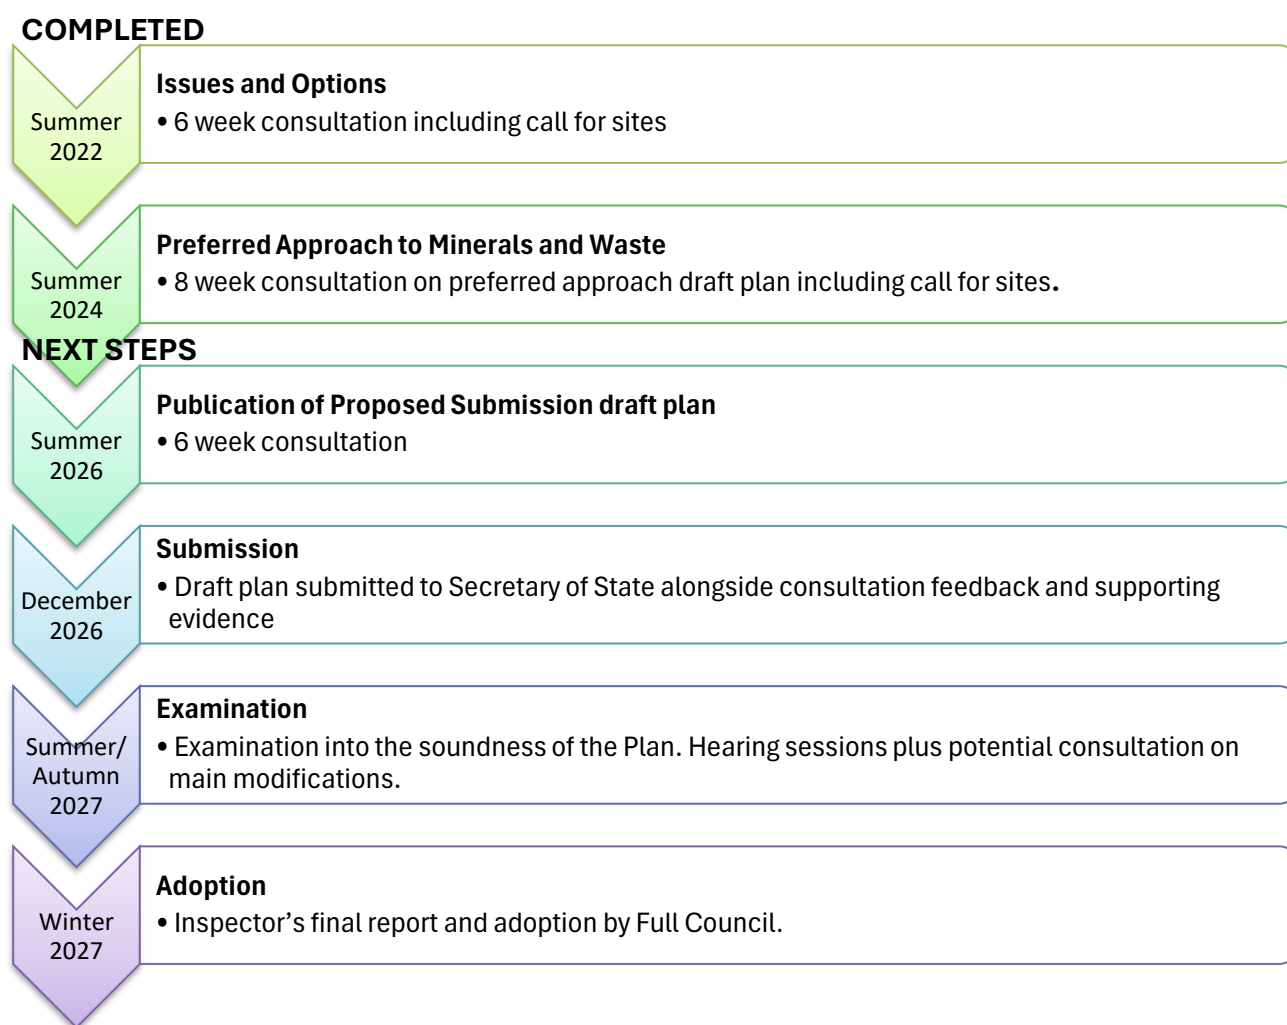 COMPLETED
Summer
2022
Issues and Options
• 6 week consultation including call for sites
Summer
2024
Preferred Approach to Minerals and Waste
• 8 week consultation on preferred approach draft plan including call for sites.
NEXT STEPS
Summer
2026
Publication of Proposed Submission draft plan
• 6 week consultation
December
2026
Submission
• Draft plan submitted to Secretary of State alongside consultation feedback and supporting
evidence
Summer/
Autumn
2027
Examination
• Examination into the soundness of the Plan. Hearing sessions plus potential consultation on
main modifications.
Winter
2027
Adoption
• Inspector’s final report and adoption by Full Council.